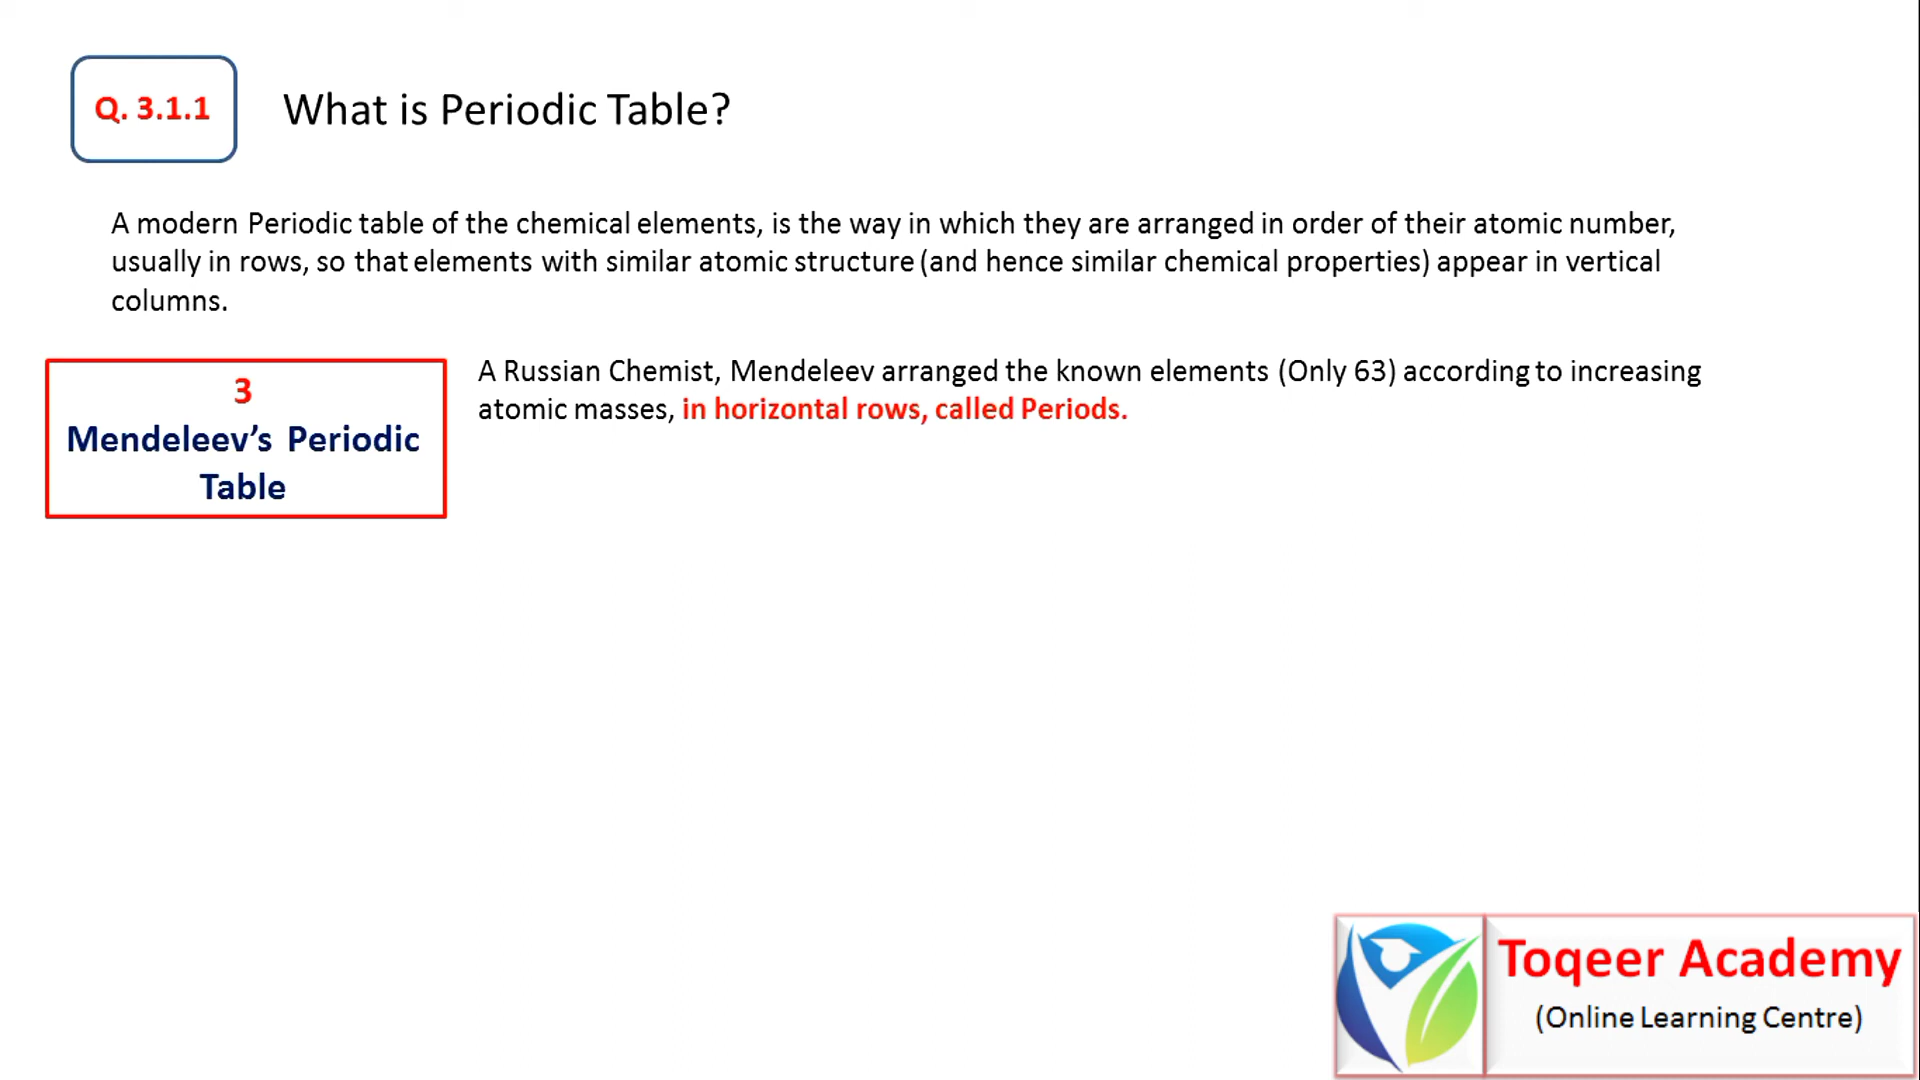 Q. 3.1.1
What is Periodic Table?
A modern Periodic table of the chemical elements, is the way in which they are arranged in order of their atomic number,
usually in rows, so that elements with similar atomic structure (and hence similar chemical properties) appear in vertical
columns.
3
Mendeleev’s Periodic
Table
A Russian Chemist, Mendeleev arranged the known elements (Only 63) according to increasing
atomic masses, in horizontal rows, called Periods.
Toqeer Academy
(Online Learning Centre)